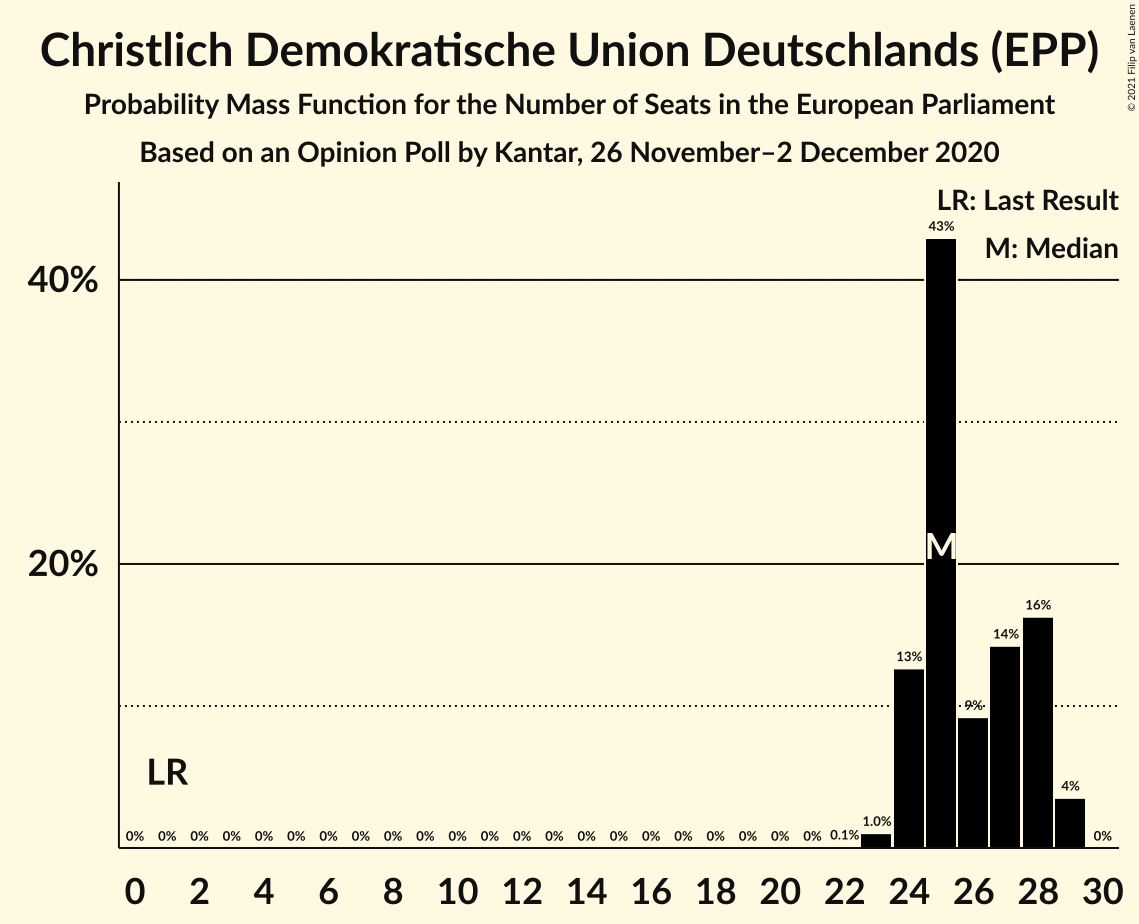 Christlich Demokratische Union Deutschlands (EPP)
Probability Mass Function for the Number of Seats in the European Parliament
Based on an Opinion Poll by Kantar, 26 November–2 December 2020
© 2021 Filip van Laenen
LR: Last Result
M: Median
43%
40%
20%
M
16%
14%
13%
9%
LR
4%
0% 0% 0% 0% 0% 0% 0% 0% 0% 0% 0% 0% 0% 0% 0% 0% 0% 0% 0% 0% 0% 0% 0.1% 1.0% 0%
0 2 4 6 8 10 12 14 16 18 20 22 24 26 28 30